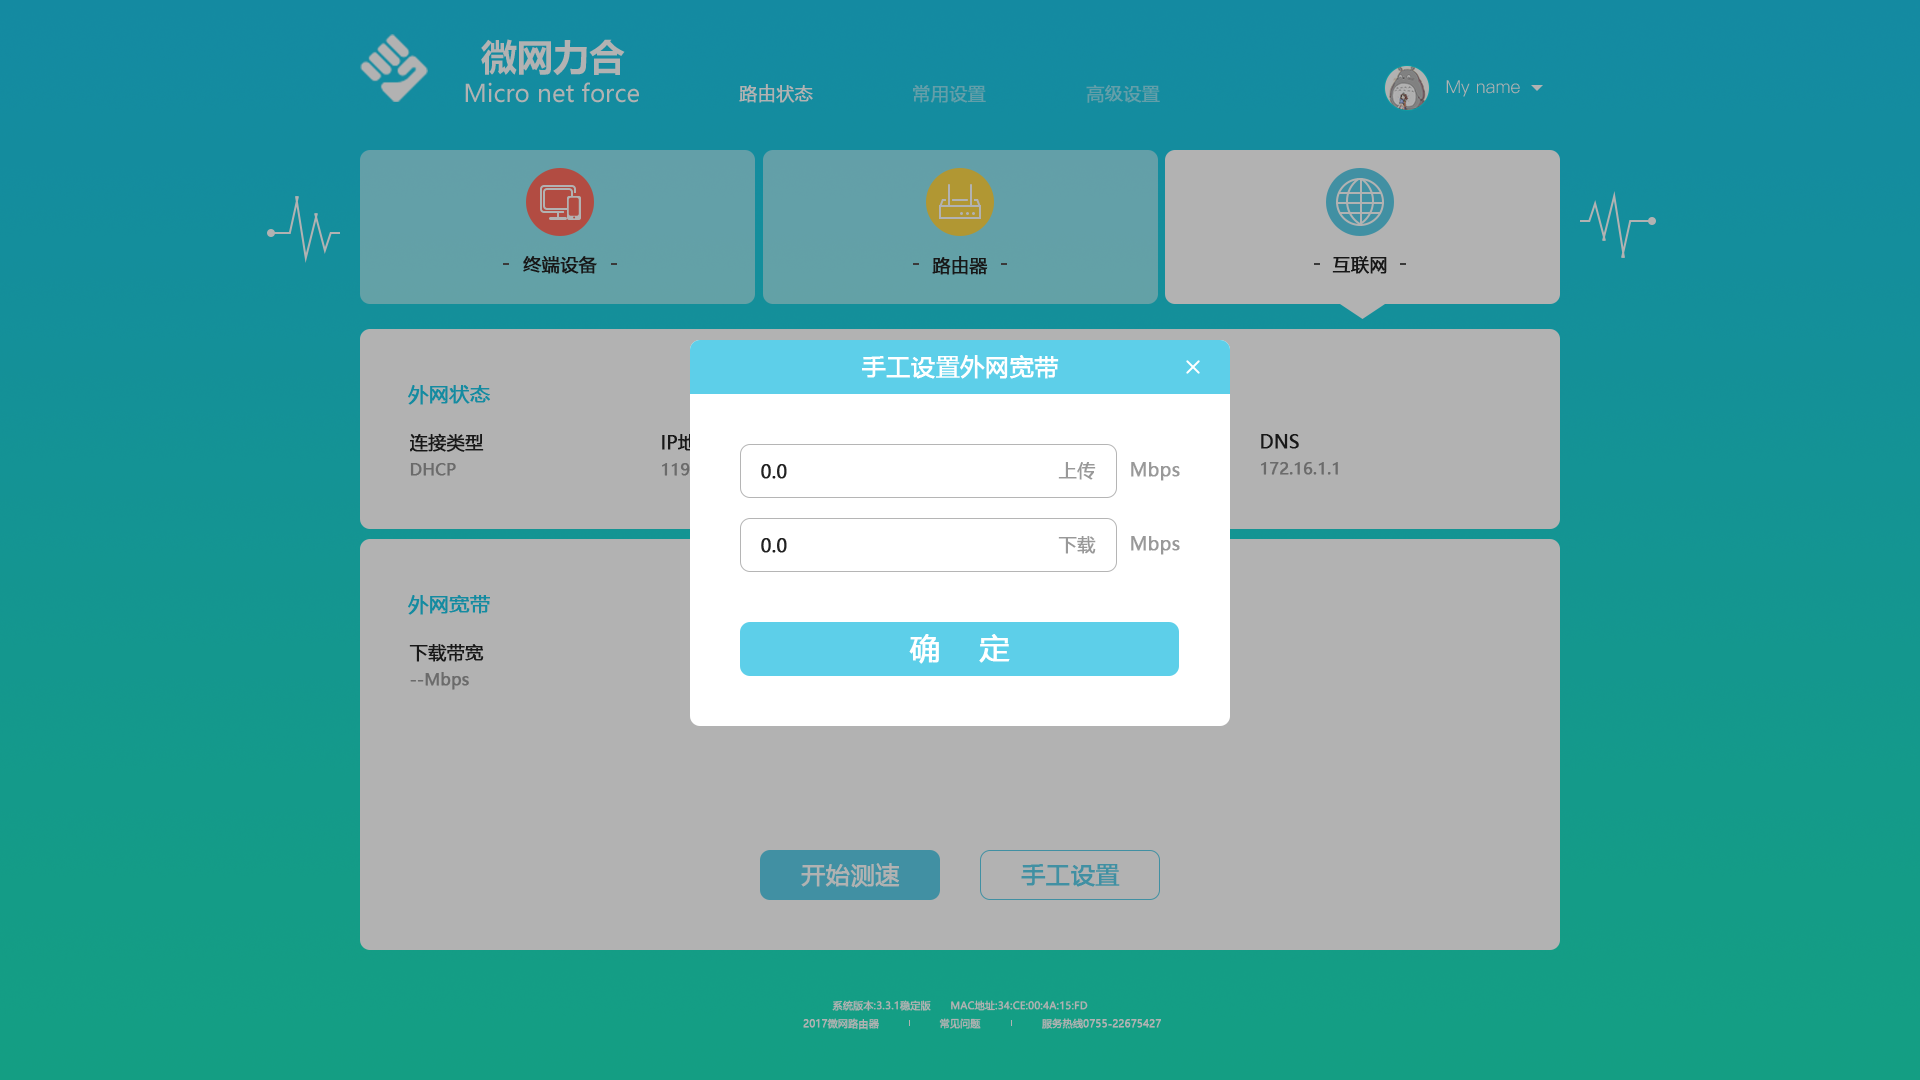 微网力合
Micro net force
路由状态
常用设置
高级设置
My name
- 终端设备 -
- 路由器 -
- 互联网 -
手工设置外网宽带
外网状态
连接类型
DHCP
IP地
119
DNS
172.16.1.1
0.0 上传 Mbps
0.0 下载 Mbps
确 定
外网宽带
下载带宽
--Mbps
开始测速
手工设置
系统版本:3.3.1稳定版 MAC地址:34:CE:00:4A:15:FD
2017微网路由器 | 常见问题 | 服务热线0755-22675427